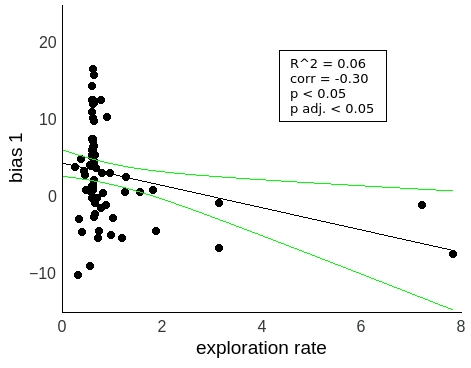 20
10
0
−10
bias 1
R^2 = 0.06
corr = -0.30
p < 0.05
p adj. < 0.05
0 2 4 6 8
exploration rate